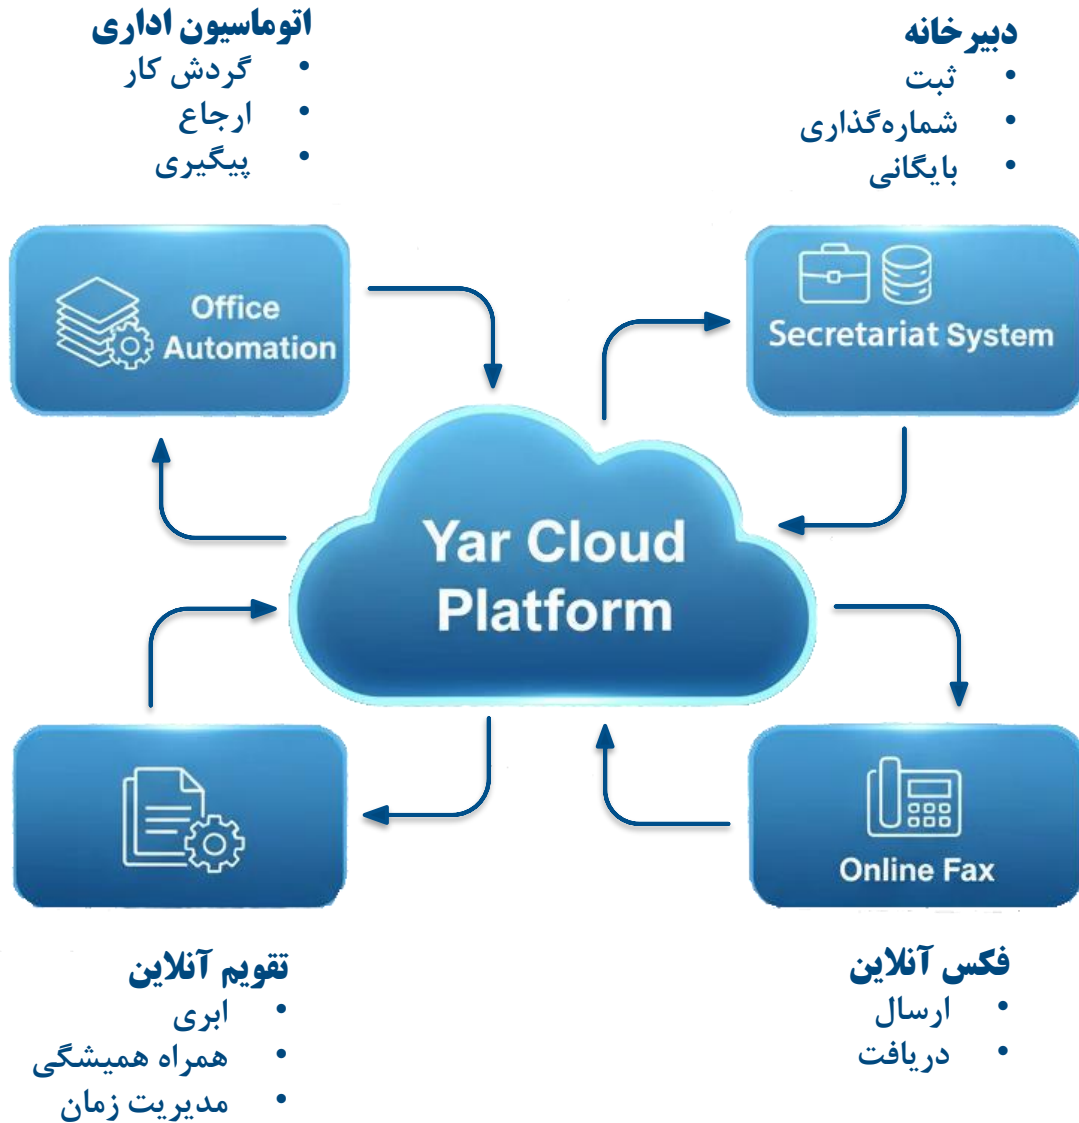 اتوماسیون اداری
• گردش کار
• ارجاع
• پیگیری
دبیرخانه
• ثبت
• شماره‌گذاری
• بایگانی
Office
Automation
Secretariat System
Yar Cloud
Platform
Online Fax
تقویم آنلاین
• ابری
• همراه همیشگی
• مدیریت زمان
فکس آنلاین
• ارسال
• دریافت